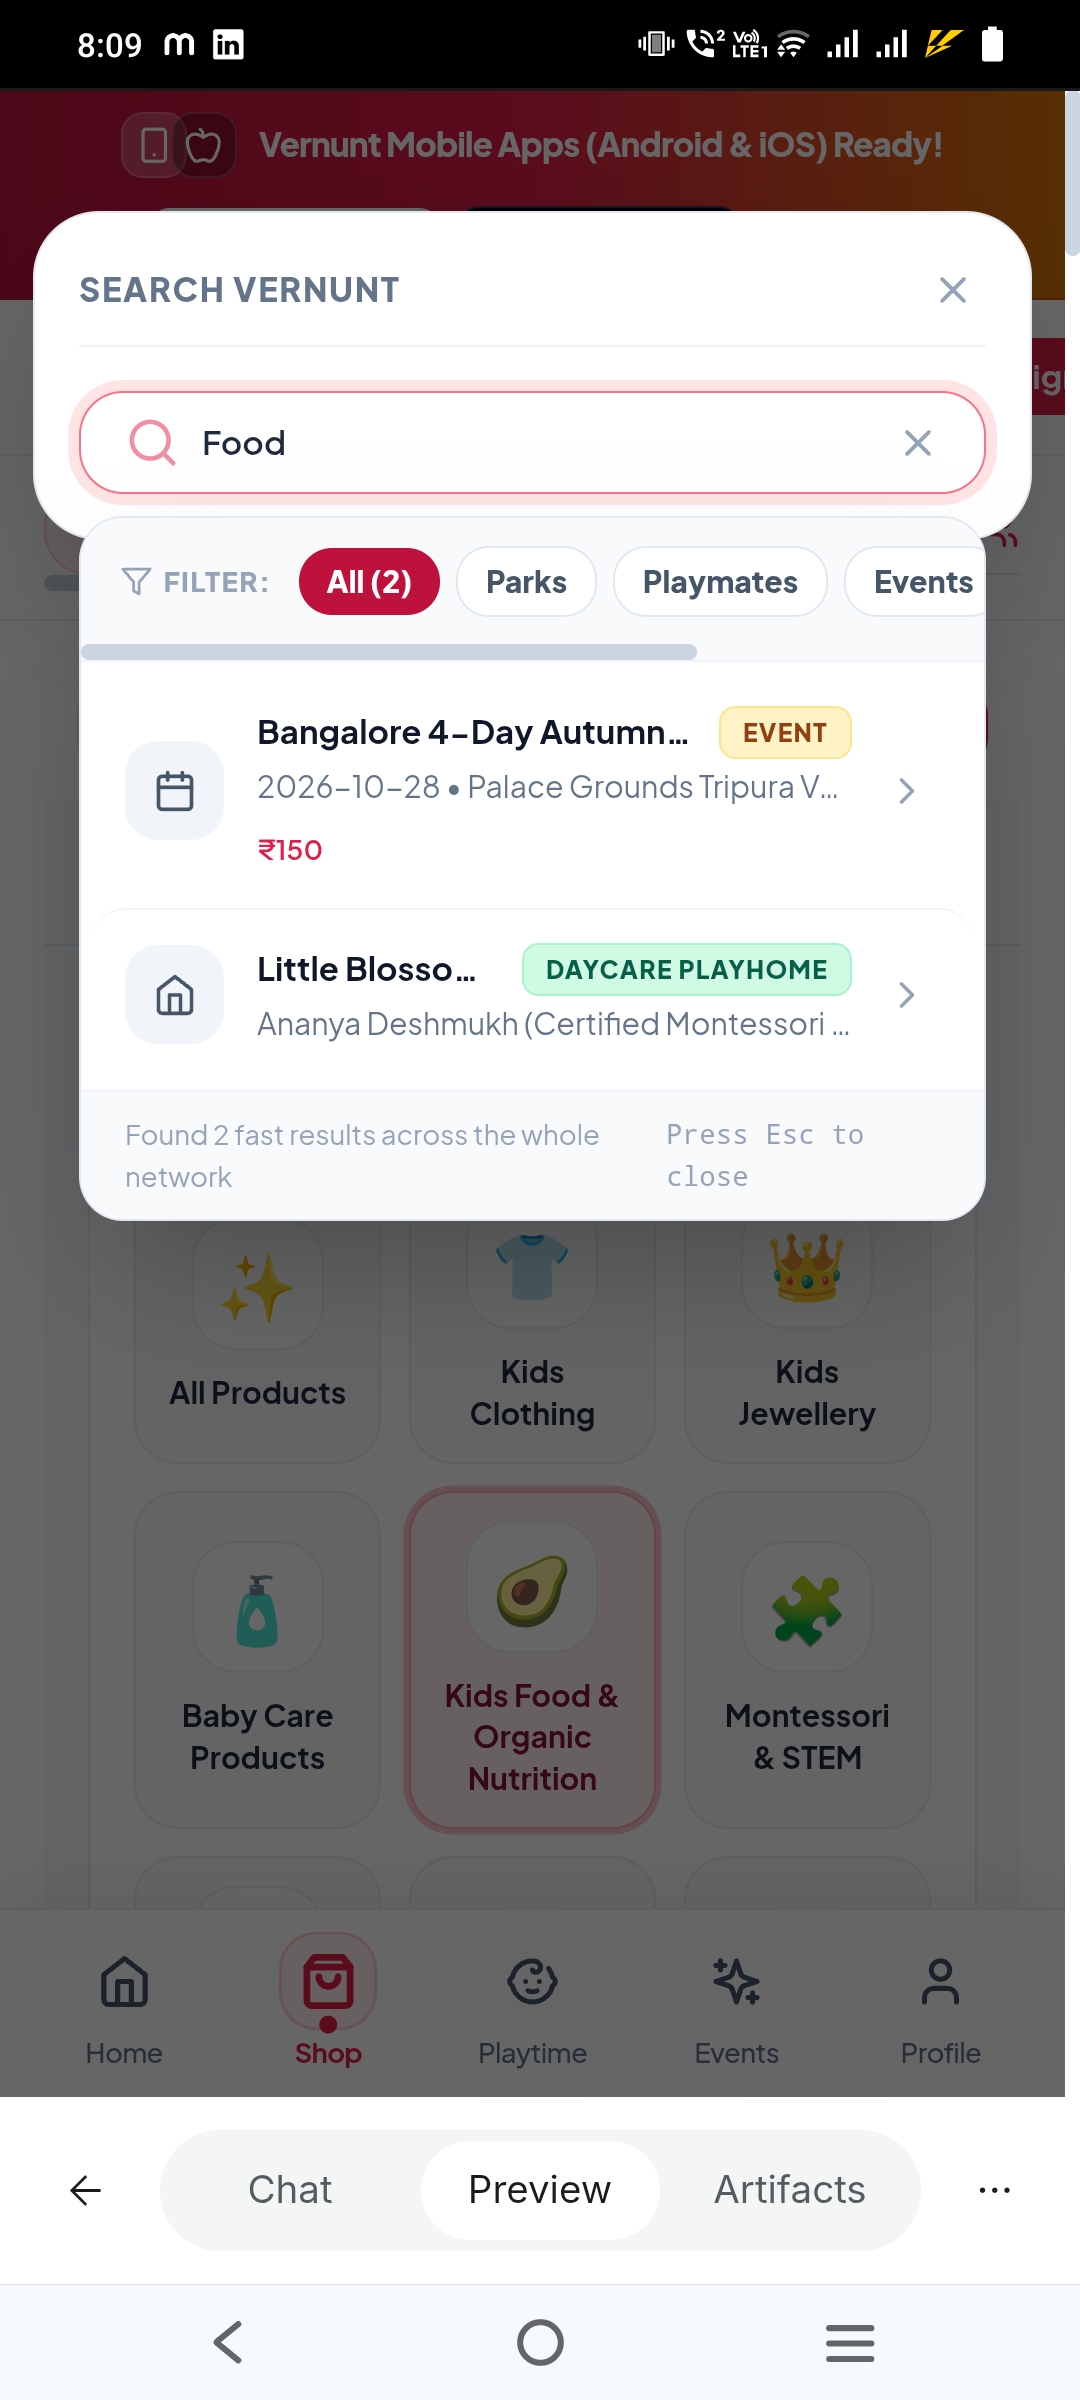 8:09
Vo)) LTE1
2
Vernunt Mobile Apps (Android & iOS) Ready!
SEARCH VERNUNT
Food
FILTER: All (2) Parks Playmates Events
Bangalore 4-Day Autumn... EVENT
2026-10-28 • Palace Grounds Tripura V...
₹150
Little Blosso... DAYCARE PLAYHOME
Ananya Deshmukh (Certified Montessori ...
Found 2 fast results across the whole
network
Press Esc to
close
All Products
Kids
Clothing
Kids
Jewellery
Baby Care
Products
Kids Food &
Organic
Nutrition
Montessori
& STEM
Home Shop Playtime Events Profile
Chat Preview Artifacts